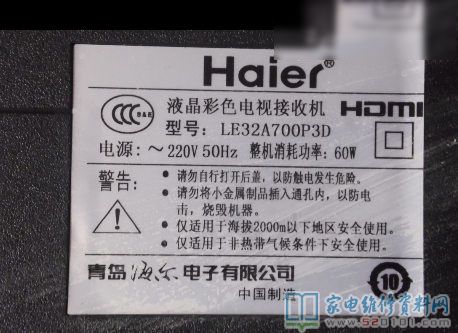 Haier®
CCC S&E 液晶彩色电视接收机 HDMI
型号: LE32A700P3D
电源: ～220V 50Hz 整机消耗功率: 60W
警告: • 请勿自行打开后盖，以防触电发生危险。
• 请勿将小金属制品插入通孔内，以防电
击，烧毁机器。
• 仅适用于海拔2000m以下地区安全使用。
• 仅适用于非热带气候条件下安全使用。
青岛海尔电子有限公司
中国制造
10
家电维修资料网
www.520101.com